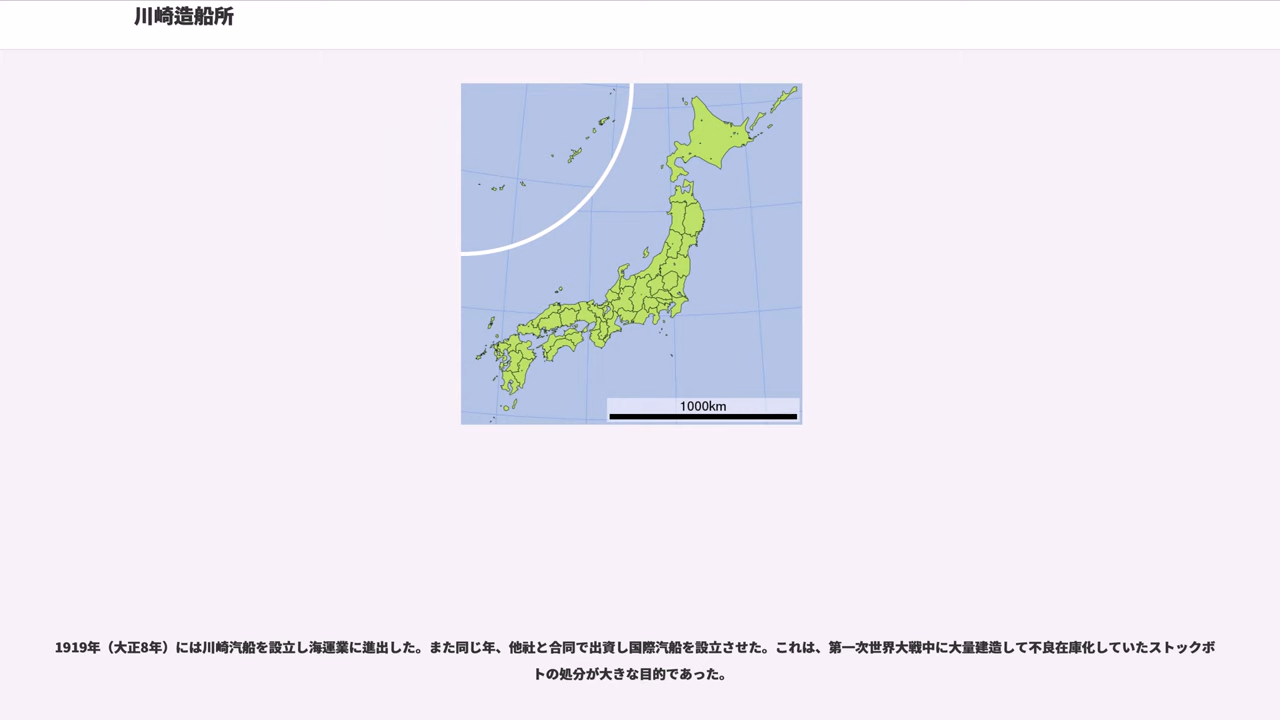 川崎造船所
1000km
1919年（大正8年）には川崎汽船を設立し海運業に進出した。また同じ年、他社と合同で出資し国際汽船を設立させた。これは、第一次世界大戦中に大量建造して不良在庫化していたストックボ
トの処分が大きな目的であった。